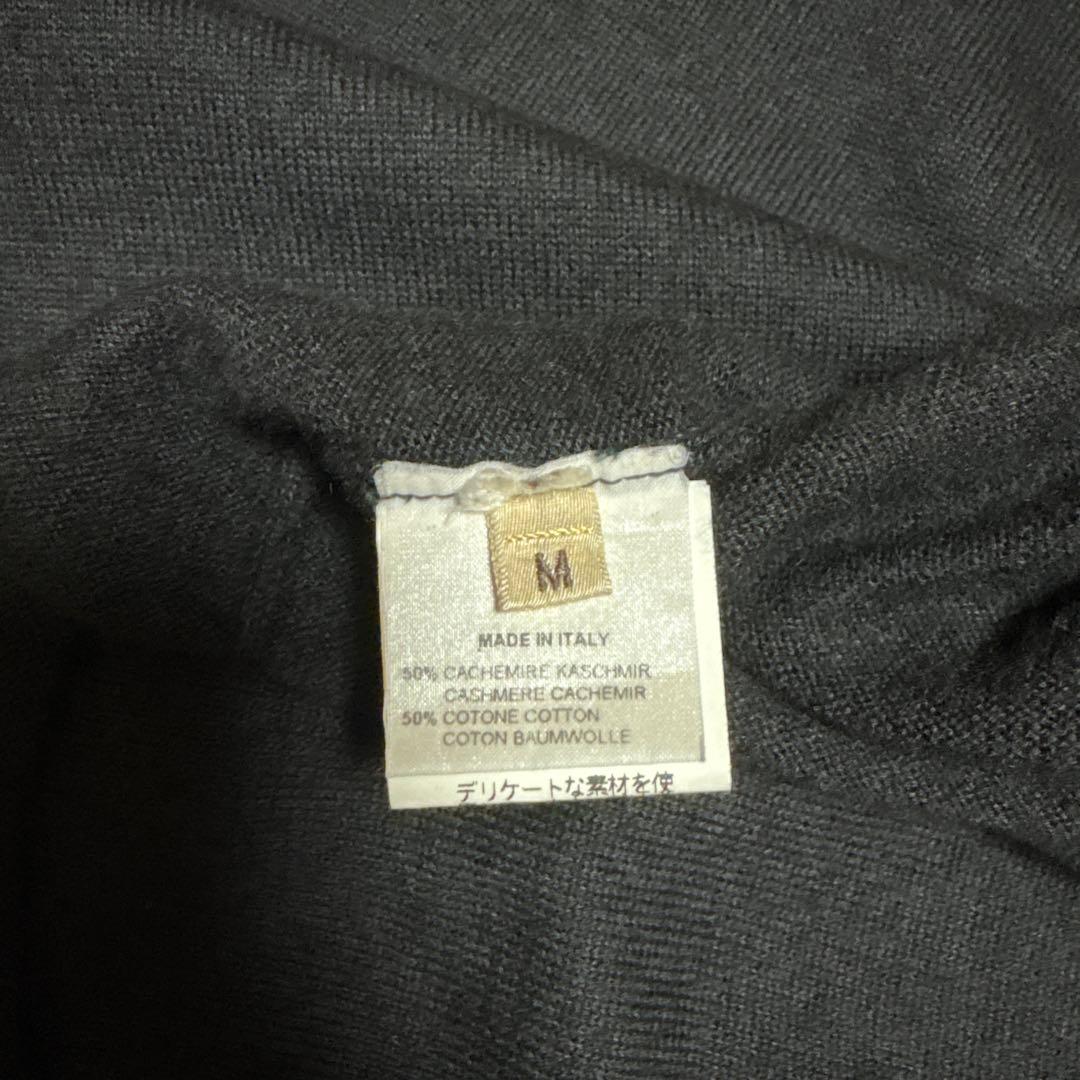 M
MADE IN ITALY
50% CACHEMIRE KASCHMIR
CASHMERE CACHEMIR
50% COTONE COTTON
COTON BAUMWOLLE
デリケートな素材を使